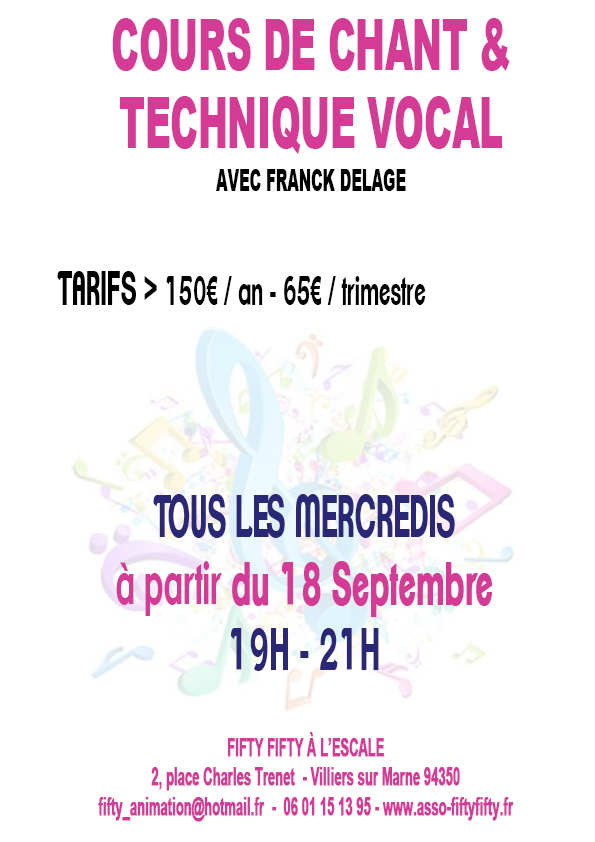 COURS DE CHANT &
TECHNIQUE VOCAL
AVEC FRANCK DELAGE
TARIFS > 150€ / an - 65€ / trimestre
TOUS LES MERCREDIS
à partir du 18 Septembre
19H - 21H
FIFTY FIFTY À L'ESCALE
2, place Charles Trenet - Villiers sur Marne 94350
fifty_animation@hotmail.fr - 06 01 15 13 95 - www.asso-fiftyfifty.fr